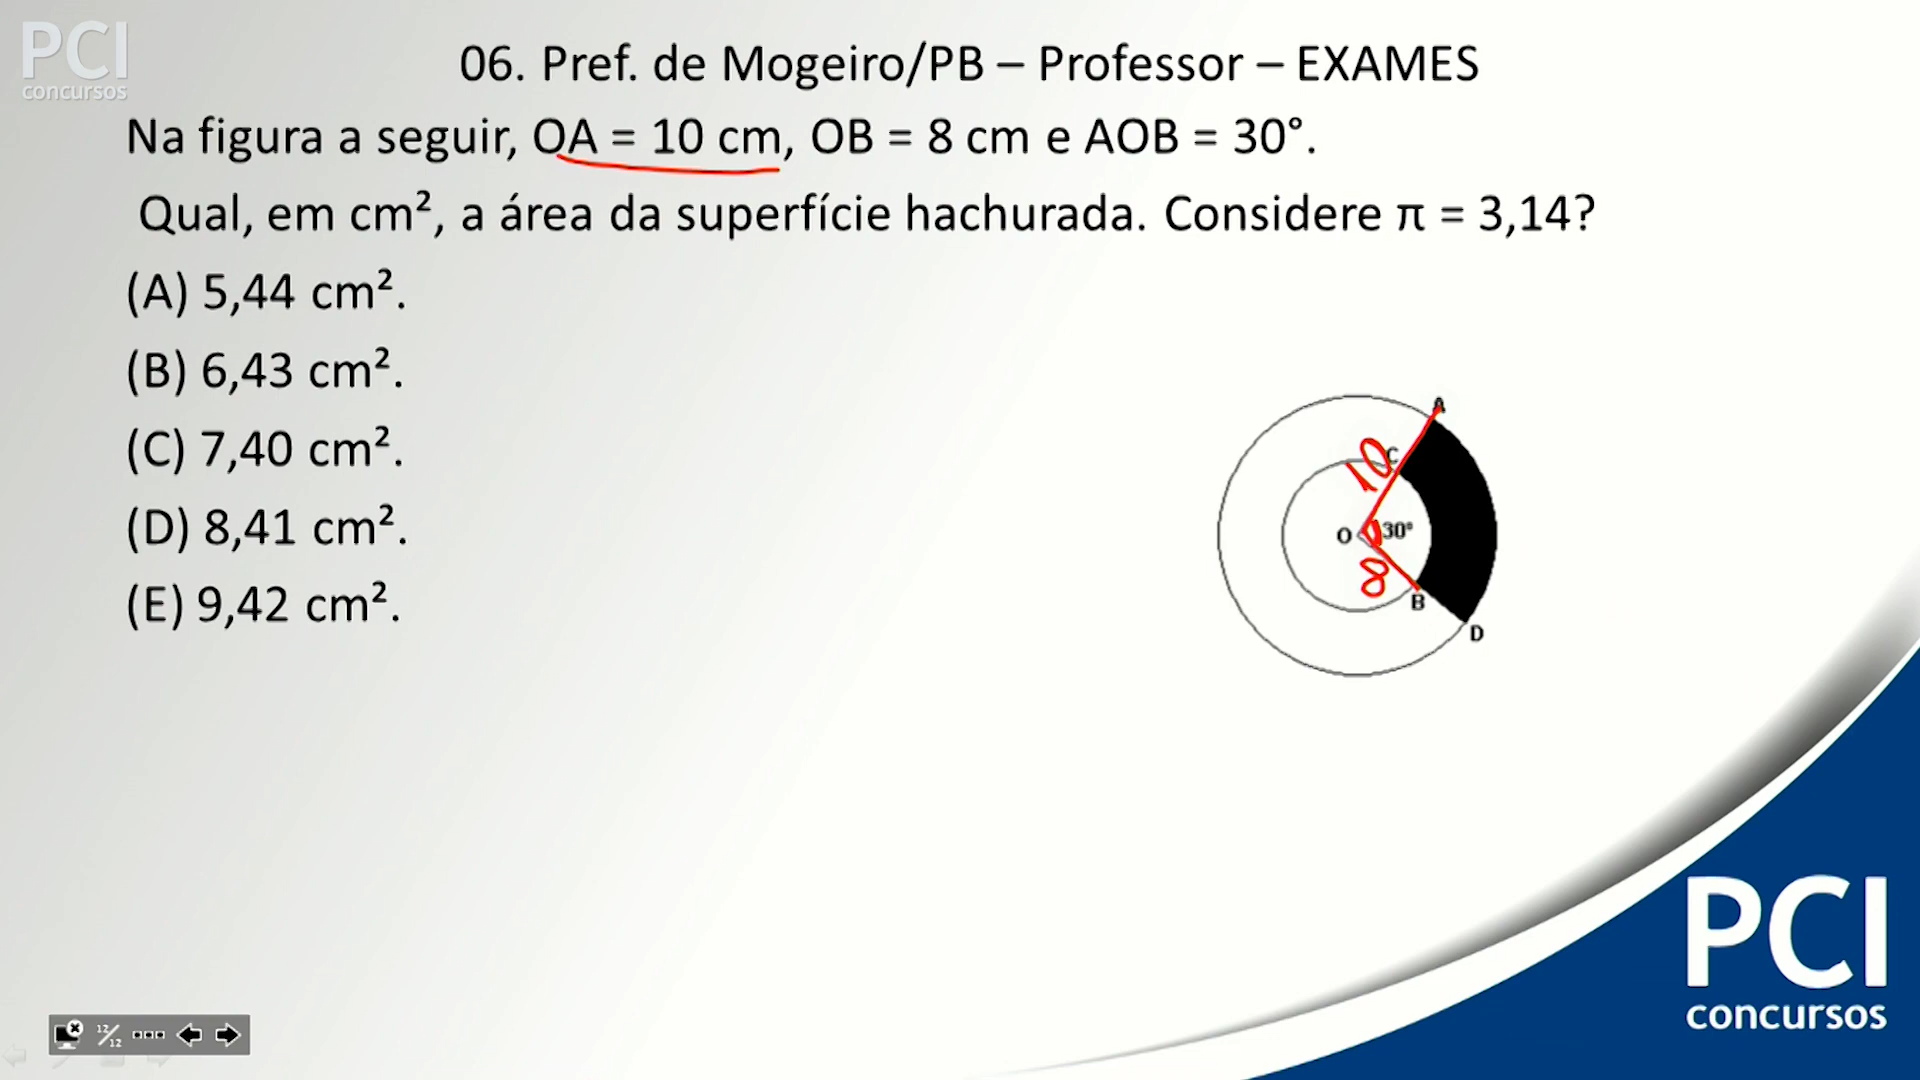 PCI
concursos
06. Pref. de Mogeiro/PB – Professor – EXAMES
Na figura a seguir, OA = 10 cm, OB = 8 cm e AOB = 30°.
Qual, em cm², a área da superfície hachurada. Considere π = 3,14?
(A) 5,44 cm².
(B) 6,43 cm².
(C) 7,40 cm².
(D) 8,41 cm².
(E) 9,42 cm².
A
10
C
O
30°
8
B
D
PCI
concursos
12/12